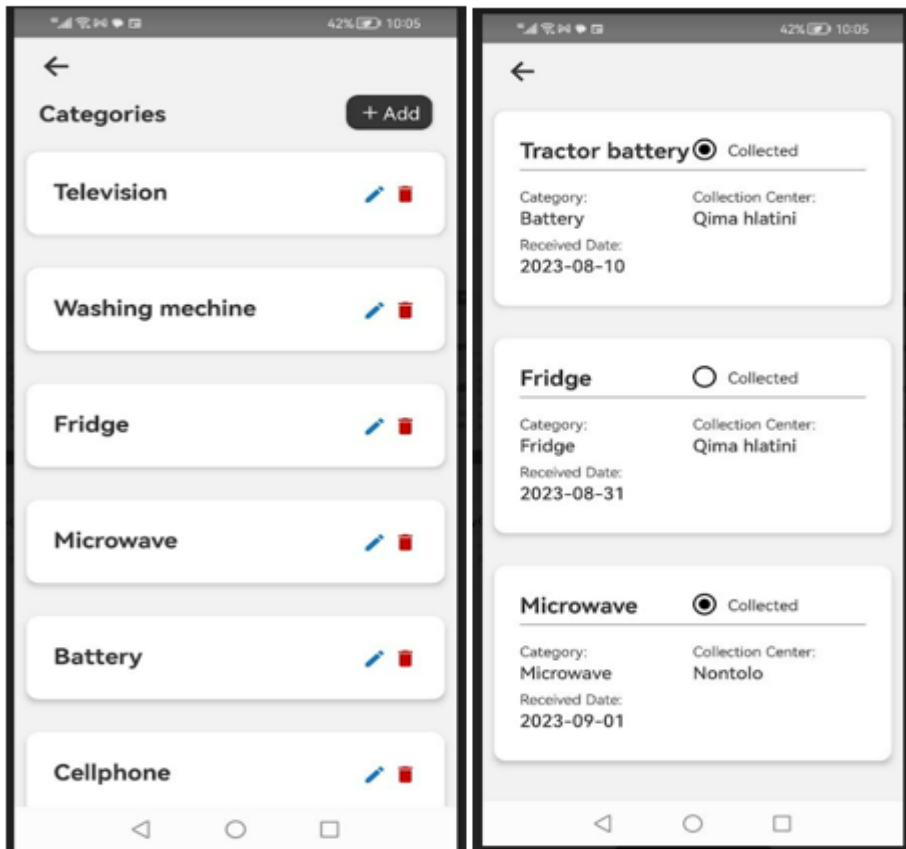 42% 10:05
Categories
+ Add
Television
Washing mechine
Fridge
Microwave
Battery
Cellphone
42% 10:05
Tractor battery Collected
Category: Collection Center:
Battery Qima hlatini
Received Date:
2023-08-10
Fridge Collected
Category: Collection Center:
Fridge Qima hlatini
Received Date:
2023-08-31
Microwave Collected
Category: Collection Center:
Microwave Nontolo
Received Date:
2023-09-01